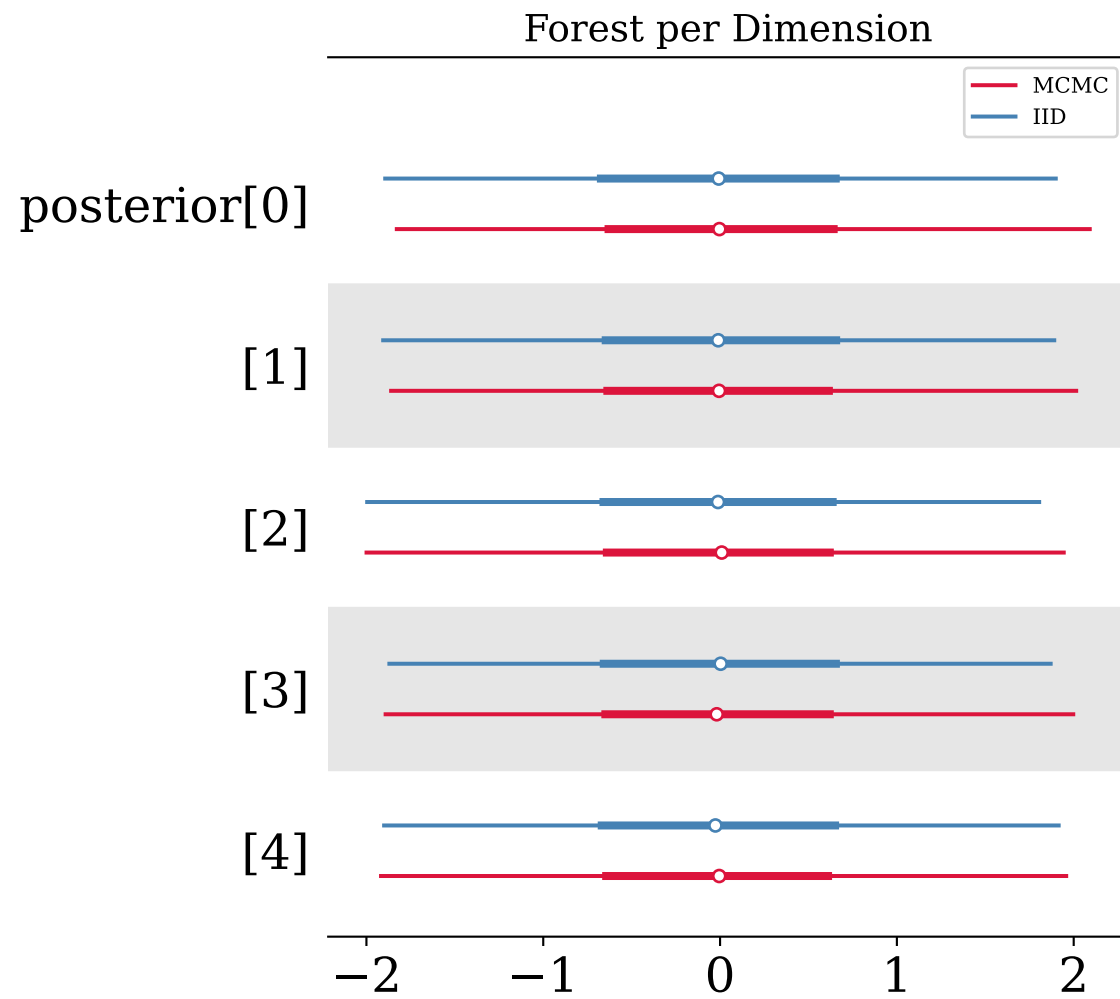 Forest per Dimension
MCMC
IID
posterior[0]
[1]
[2]
[3]
[4]
−2 −1 0 1 2